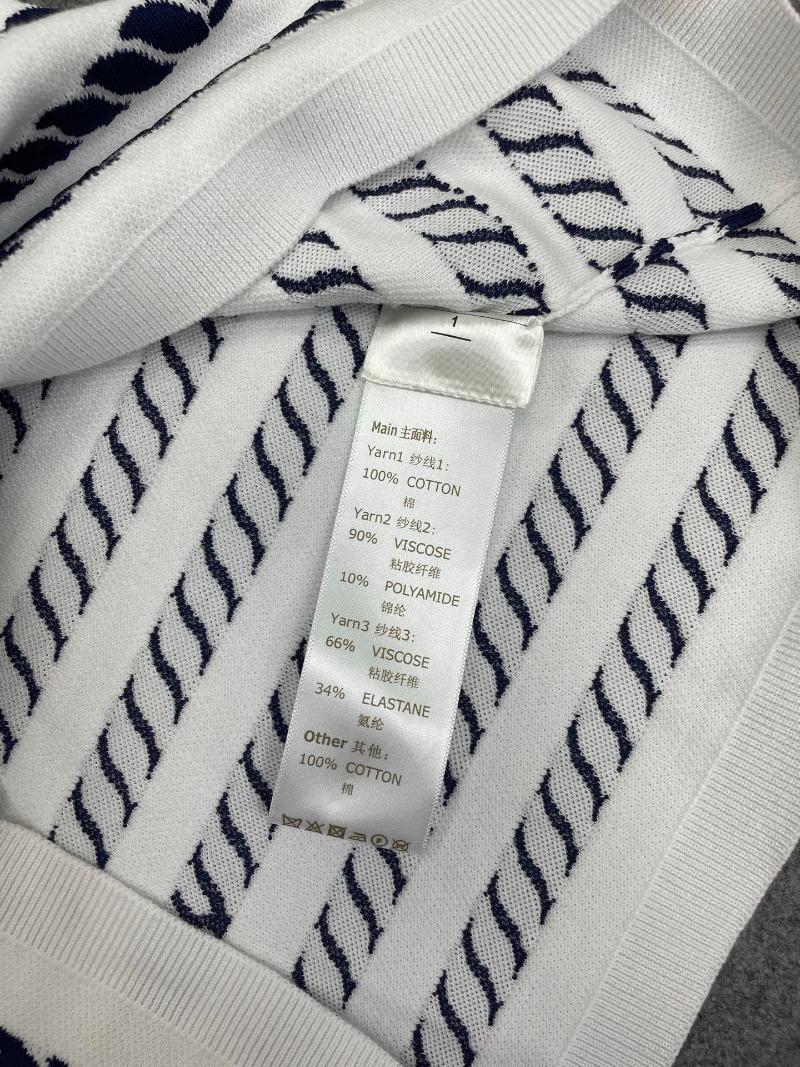 1
Main 主面料:
Yarn1 纱线1:
100% COTTON
棉
Yarn2 纱线2:
90% VISCOSE
粘胶纤维
10% POLYAMIDE
锦纶
Yarn3 纱线3:
66% VISCOSE
粘胶纤维
34% ELASTANE
氨纶
Other 其他:
100% COTTON
棉